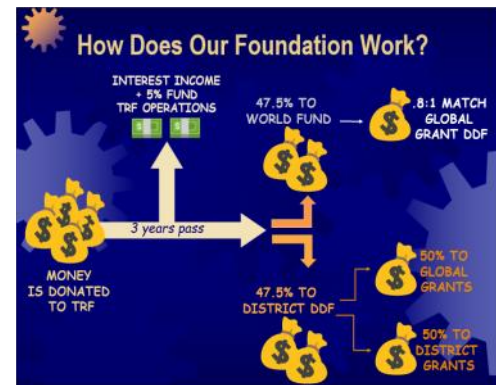 How Does Our Foundation Work?
INTEREST INCOME
+ 5% FUND
TRF OPERATIONS
47.5% TO
WORLD FUND
.8:1 MATCH
GLOBAL
GRANT DDF
3 years pass
MONEY
IS DONATED
TO TRF
47.5% TO
DISTRICT DDF
50% TO
GLOBAL
GRANTS
50% TO
DISTRICT
GRANTS